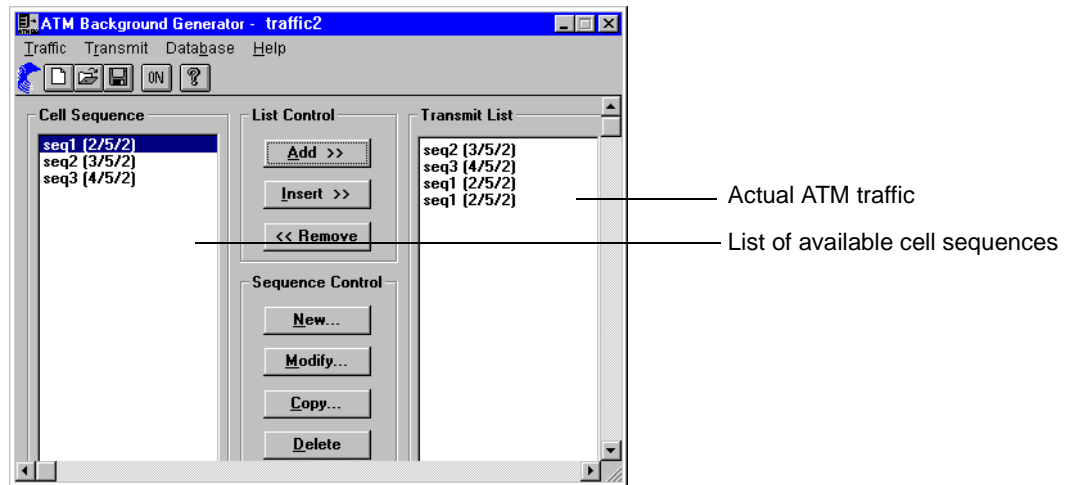 ATM Background Generator - traffic2
Traffic Transmit Database Help
ON ?
Cell Sequence
seq1 (2/5/2)
seq2 (3/5/2)
seq3 (4/5/2)
List Control
Add >>
Insert >>
<< Remove
Sequence Control
New...
Modify...
Copy...
Delete
Transmit List
seq2 (3/5/2)
seq3 (4/5/2)
seq1 (2/5/2)
seq1 (2/5/2)
Actual ATM traffic
List of available cell sequences